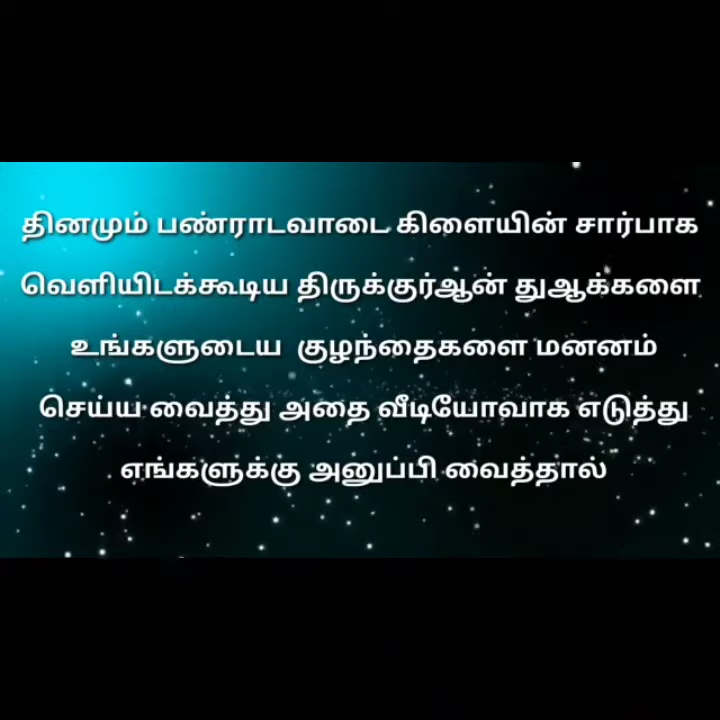 தினமும் பண்ராடவாடை கிளையின் சார்பாக
வெளியிடக்கூடிய திருக்குர்ஆன் துஆக்களை
உங்களுடைய குழந்தைகளை மனனம்
செய்ய வைத்து அதை வீடியோவாக எடுத்து
எங்களுக்கு அனுப்பி வைத்தால்